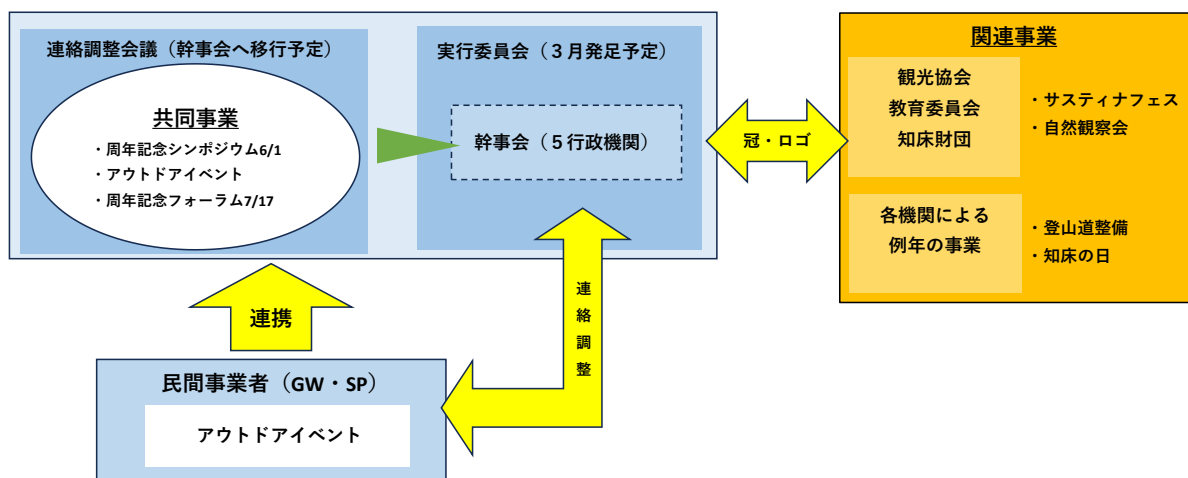 連絡調整会議（幹事会へ移行予定）
共同事業
・周年記念シンポジウム6/1
・アウトドアイベント
・周年記念フォーラム7/17
実行委員会（３月発足予定）
幹事会（５行政機関）
冠・ロゴ
関連事業
観光協会
教育委員会
知床財団
・サスティナフェス
・自然観察会
各機関による
例年の事業
・登山道整備
・知床の日
連携
連絡調整
民間事業者（GW・SP）
アウトドアイベント